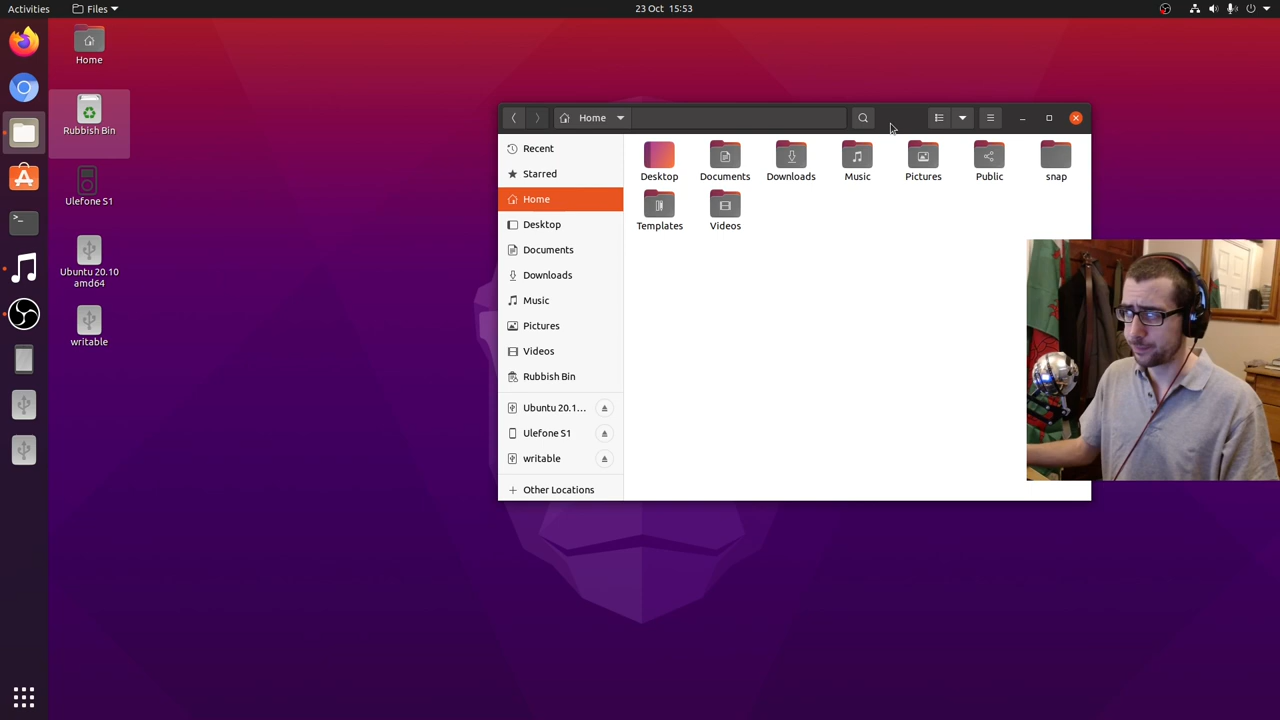 Activities
Files
23 Oct 15:53
Home
Rubbish Bin
Ulefone S1
Ubuntu 20.10
amd64
writable
Home
Recent
Starred
Home
Desktop
Documents
Downloads
Music
Pictures
Videos
Rubbish Bin
Ubuntu 20.1...
Ulefone S1
writable
Other Locations
Desktop
Documents
Downloads
Music
Pictures
Public
snap
Templates
Videos